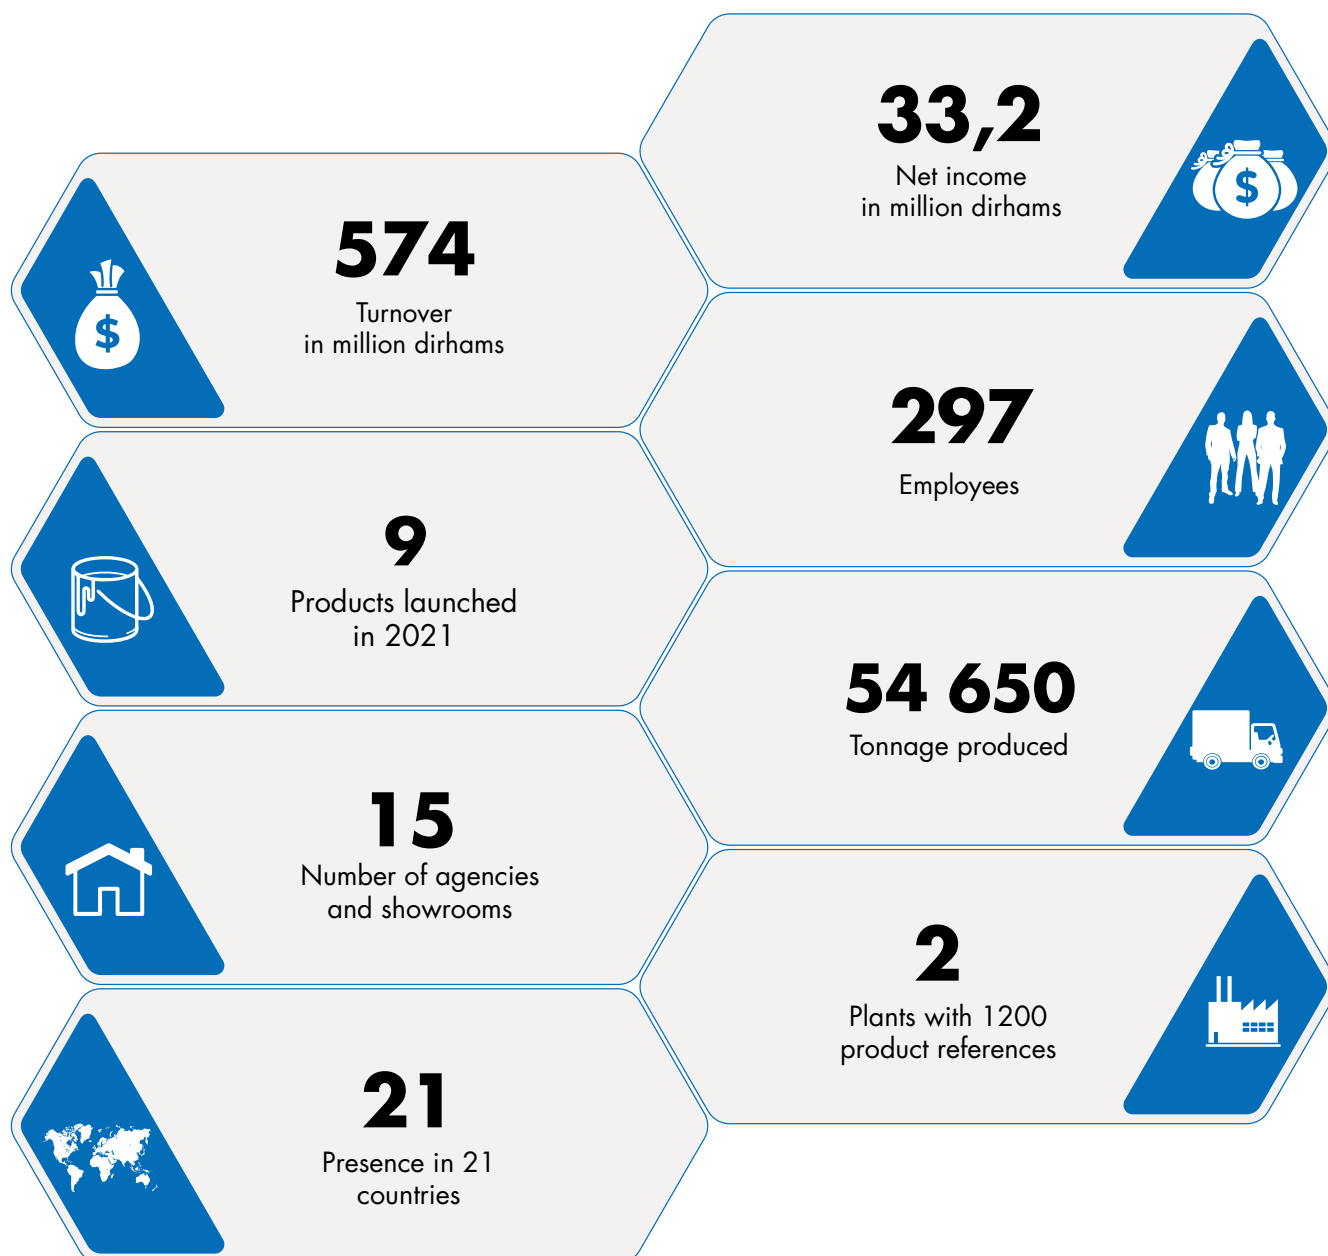 33,2
Net income
in million dirhams
574
Turnover
in million dirhams
297
Employees
9
Products launched
in 2021
54 650
Tonnage produced
15
Number of agencies
and showrooms
2
Plants with 1200
product references
21
Presence in 21
countries